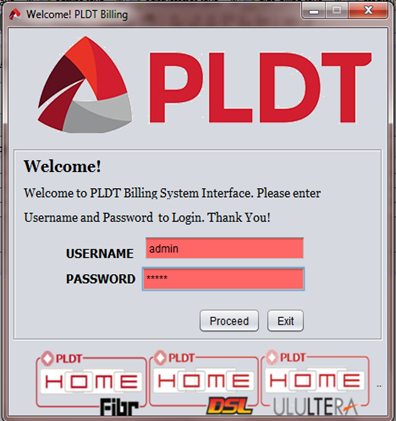 Welcome! PLDT Billing
PLDT
Welcome!
Welcome to PLDT Billing System Interface. Please enter
Username and Password to Login. Thank You!
USERNAME admin
PASSWORD *****
Proceed Exit
PLDT PLDT PLDT
HOME HOME HOME ..
Fibr DSL ULULTERA